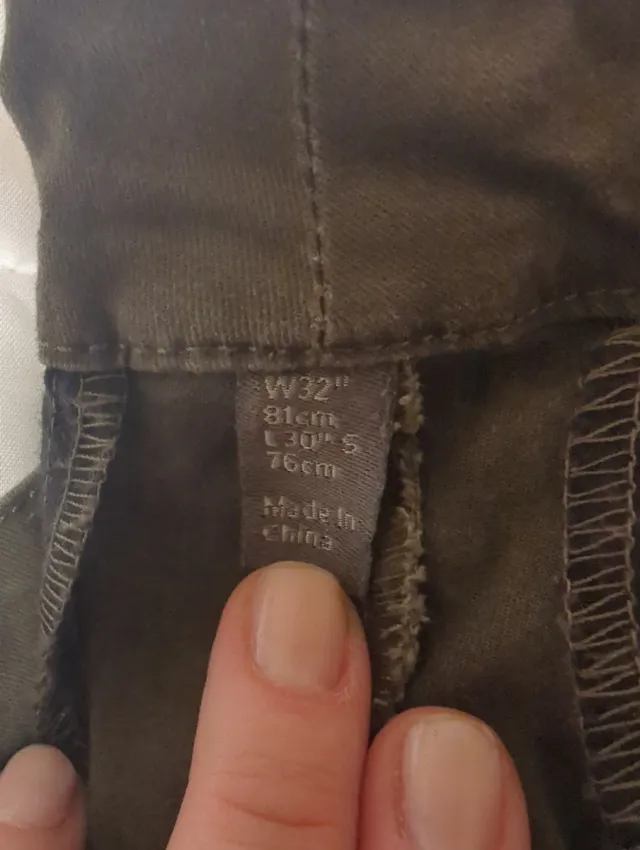 W32"
81cm
L30" S
76cm
Made In
China